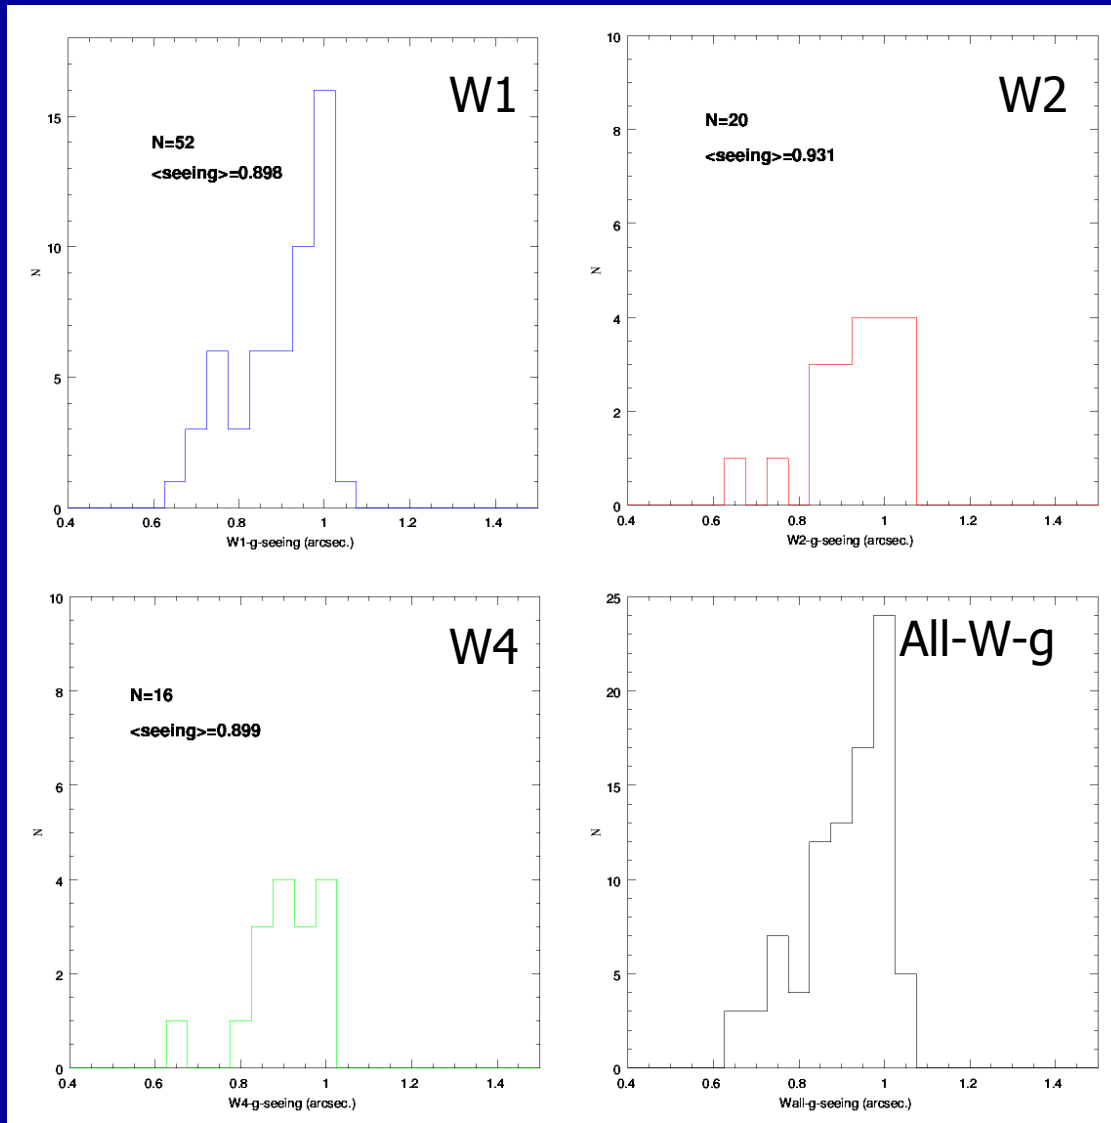 W1
N=52
<seeing>=0.898
15
10
5
0
N
0.4 0.6 0.8 1 1.2 1.4
W1-g-seeing (arcsec.)
W2
N=20
<seeing>=0.931
10
8
6
4
2
0
N
0.4 0.6 0.8 1 1.2 1.4
W2-g-seeing (arcsec.)
W4
N=16
<seeing>=0.899
10
8
6
4
2
0
N
0.4 0.6 0.8 1 1.2 1.4
W4-g-seeing (arcsec.)
All-W-g
25
20
15
10
5
0
N
0.4 0.6 0.8 1 1.2 1.4
Wall-g-seeing (arcsec.)